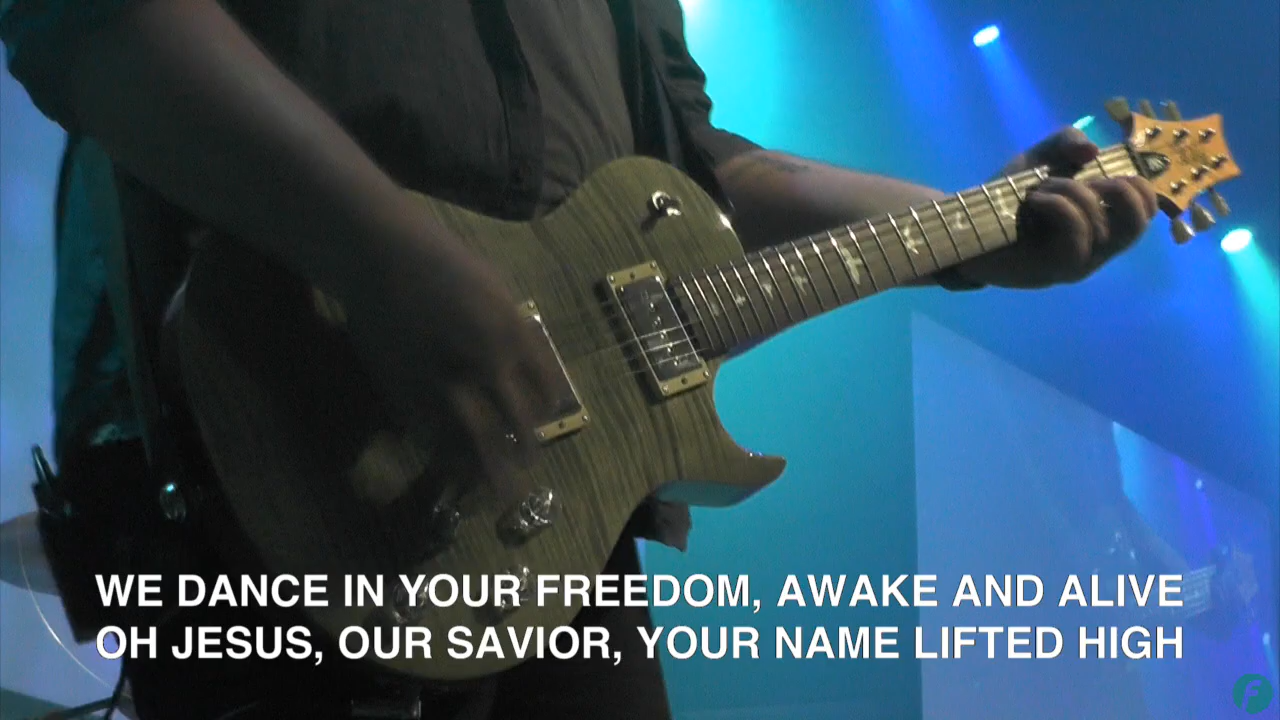 WE DANCE IN YOUR FREEDOM, AWAKE AND ALIVE
OH JESUS, OUR SAVIOR, YOUR NAME LIFTED HIGH